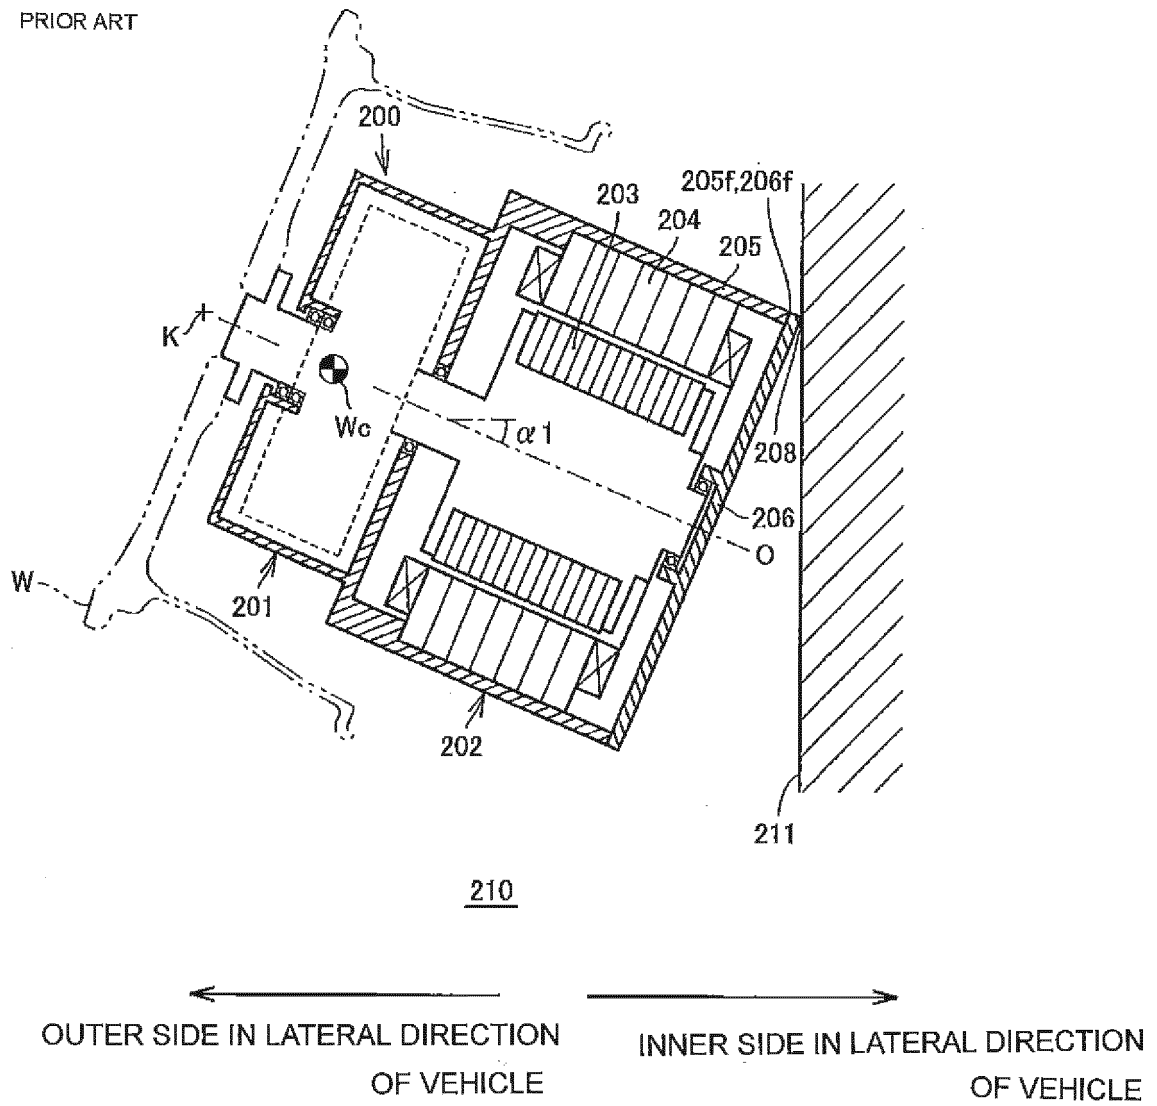 PRIOR ART
200
205f,206f
203
204
205
K
Wc
α1
208
206
O
W
201
202
211
210
OUTER SIDE IN LATERAL DIRECTION
OF VEHICLE
INNER SIDE IN LATERAL DIRECTION
OF VEHICLE